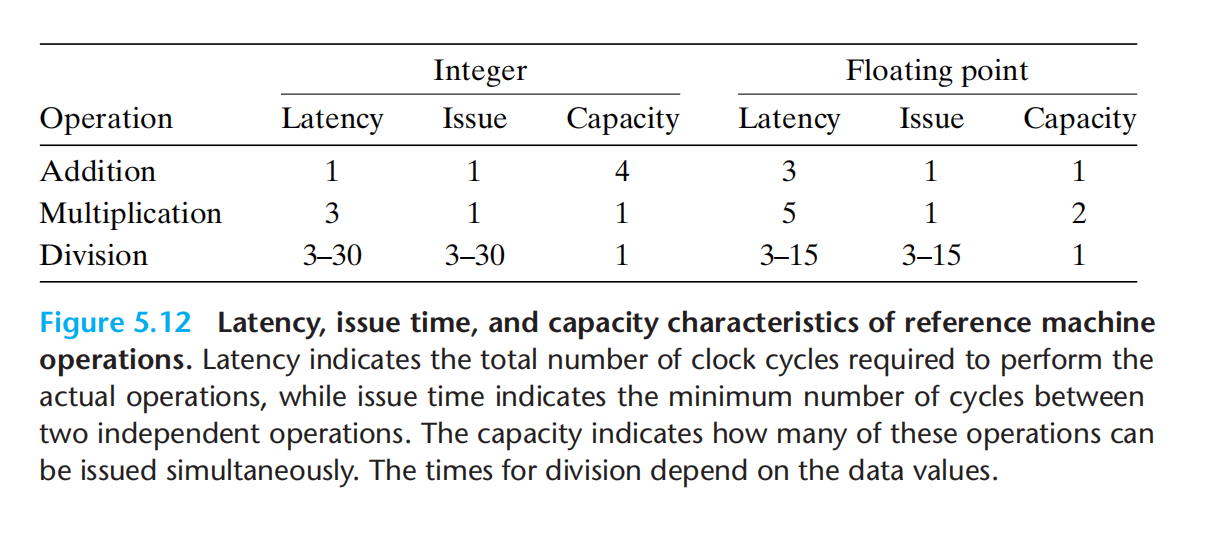 Integer Floating point
Operation Latency Issue Capacity Latency Issue Capacity
Addition 1 1 4 3 1 1
Multiplication 3 1 1 5 1 2
Division 3–30 3–30 1 3–15 3–15 1
Figure 5.12 Latency, issue time, and capacity characteristics of reference machine
operations. Latency indicates the total number of clock cycles required to perform the
actual operations, while issue time indicates the minimum number of cycles between
two independent operations. The capacity indicates how many of these operations can
be issued simultaneously. The times for division depend on the data values.